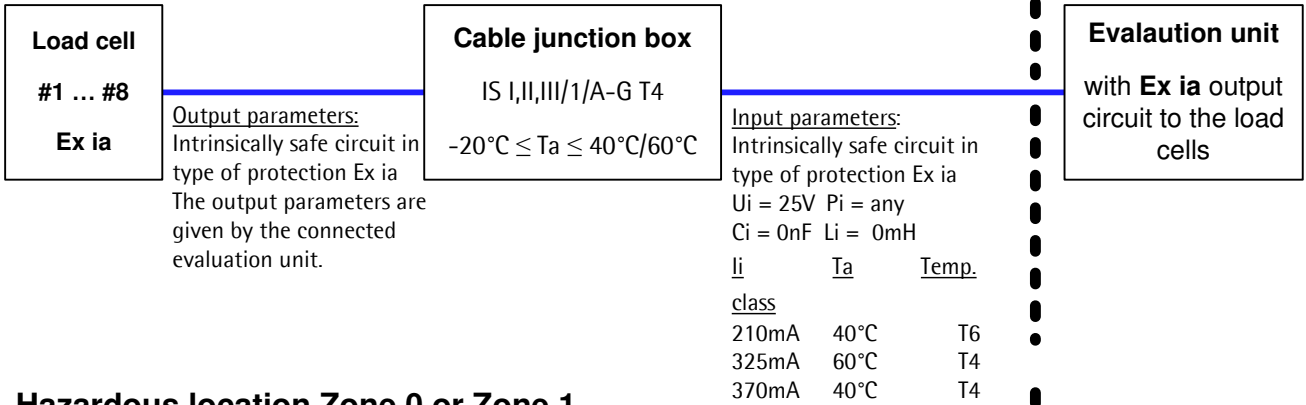 Load cell
#1 … #8
Ex ia
Output parameters:
Intrinsically safe circuit in
type of protection Ex ia
The output parameters are
given by the connected
evaluation unit.
Cable junction box
IS I,II,III/1/A-G T4
-20°C ≤ Ta ≤ 40°C/60°C
Input parameters:
Intrinsically safe circuit in
type of protection Ex ia
Ui = 25V Pi = any
Ci = 0nF Li = 0mH
Ii Ta Temp.
class
210mA 40°C T6
325mA 60°C T4
370mA 40°C T4
Evalaution unit
with Ex ia output
circuit to the load
cells
Hazardous location Zone 0 or Zone 1